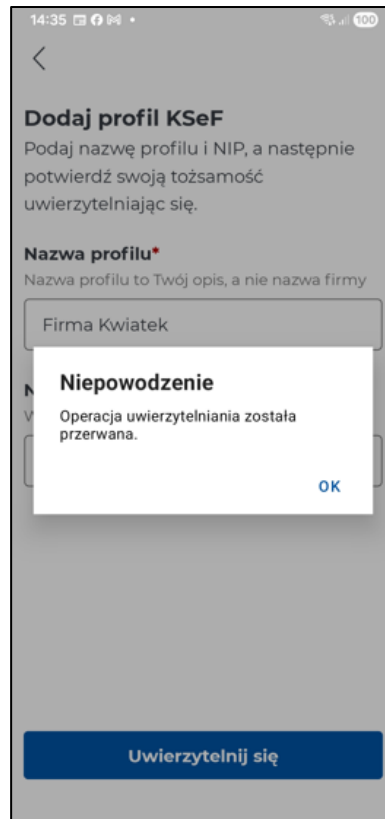 14:35
100
Dodaj profil KSeF
Podaj nazwę profilu i NIP, a następnie
potwierdź swoją tożsamość
uwierzytelniając się.
Nazwa profilu*
Nazwa profilu to Twój opis, a nie nazwa firmy
Firma Kwiatek
Niepowodzenie
Operacja uwierzytelniania została
przerwana.
OK
Uwierzytelnij się